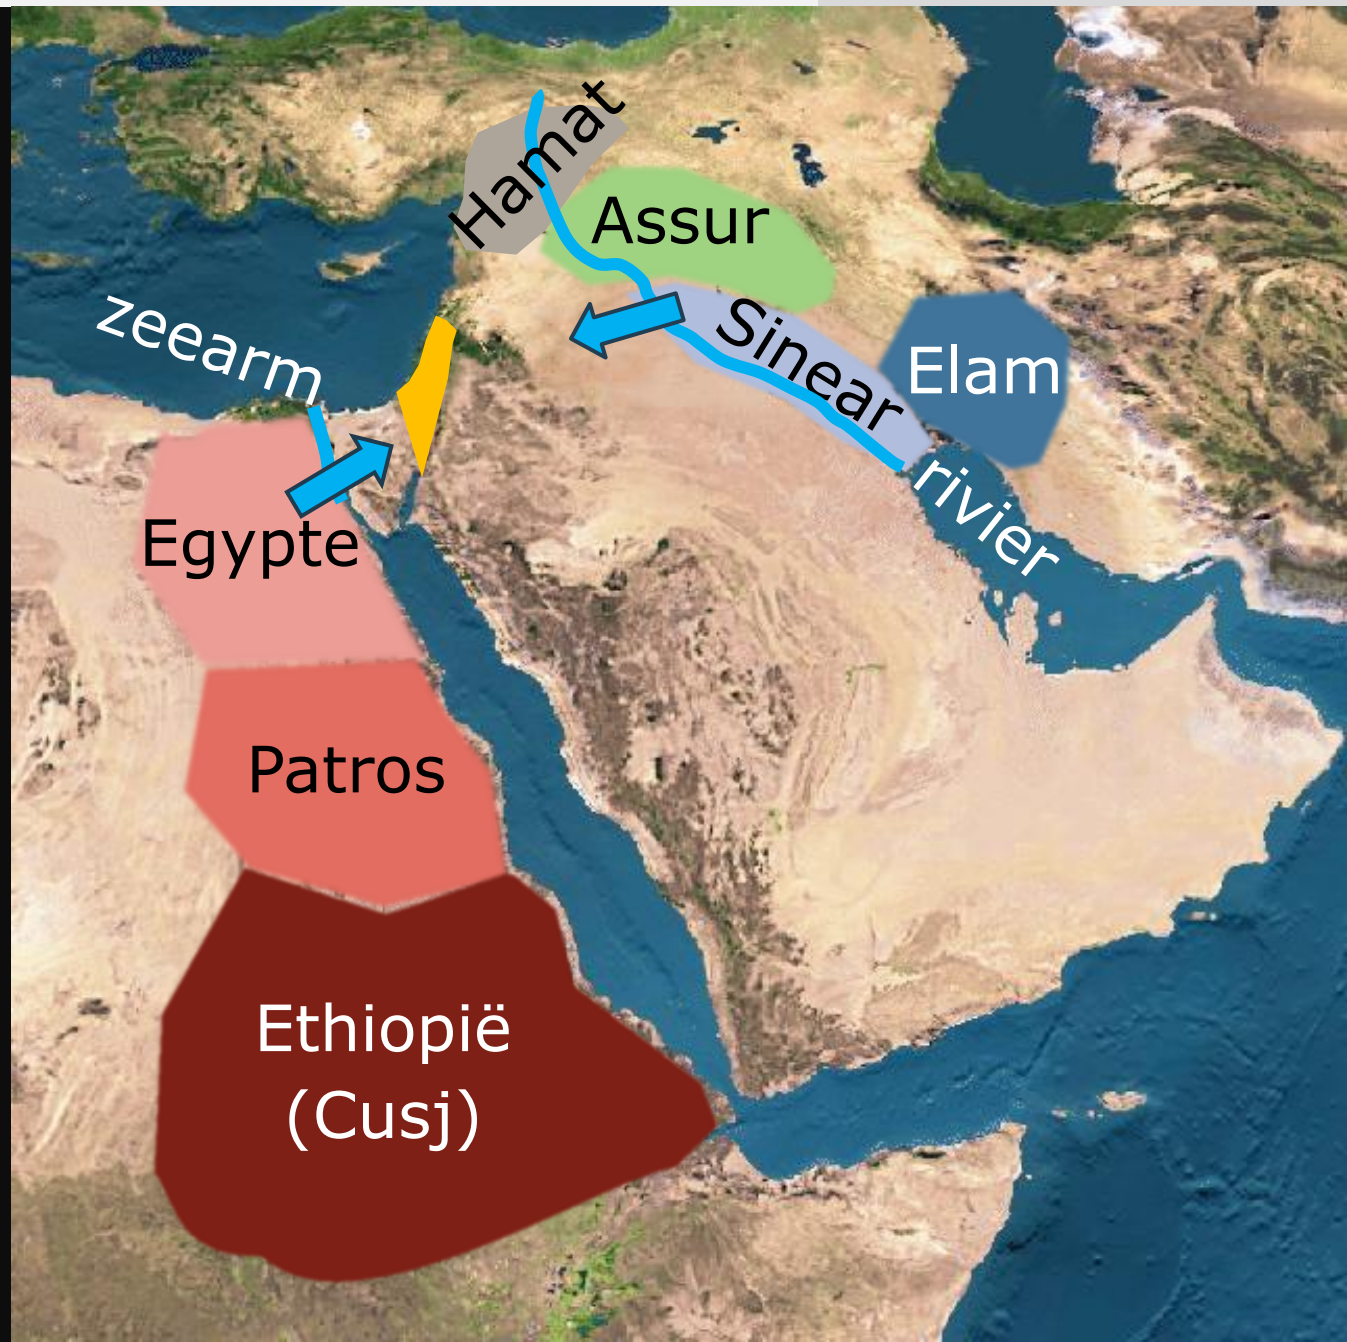 Hamat
Assur
zeearm
Sinear
Elam
rivier
Egypte
Patros
Ethiopië
(Cusj)